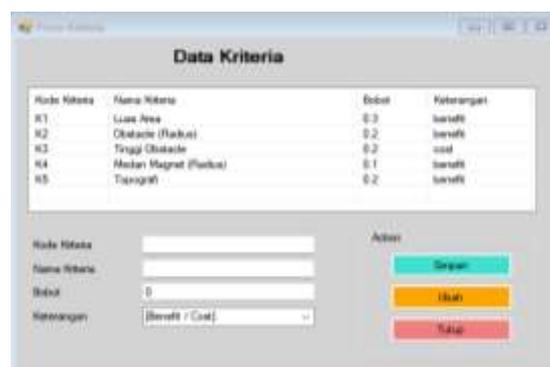 Data Kriteria
Kode Kriteria Nama Kriteria Bobot Keterangan
K1 Luas Area 0.3 benefit
K2 Obstacle (Radius) 0.2 benefit
K3 Tinggi Obstacle 0.2 cost
K4 Medan Magnet (Radius) 0.1 benefit
K5 Topografi 0.2 benefit
Kode Kriteria
Action
Nama Kriteria
Simpan
Bobot 0
Ubah
Keterangan [Benefit / Cost]
Tutup